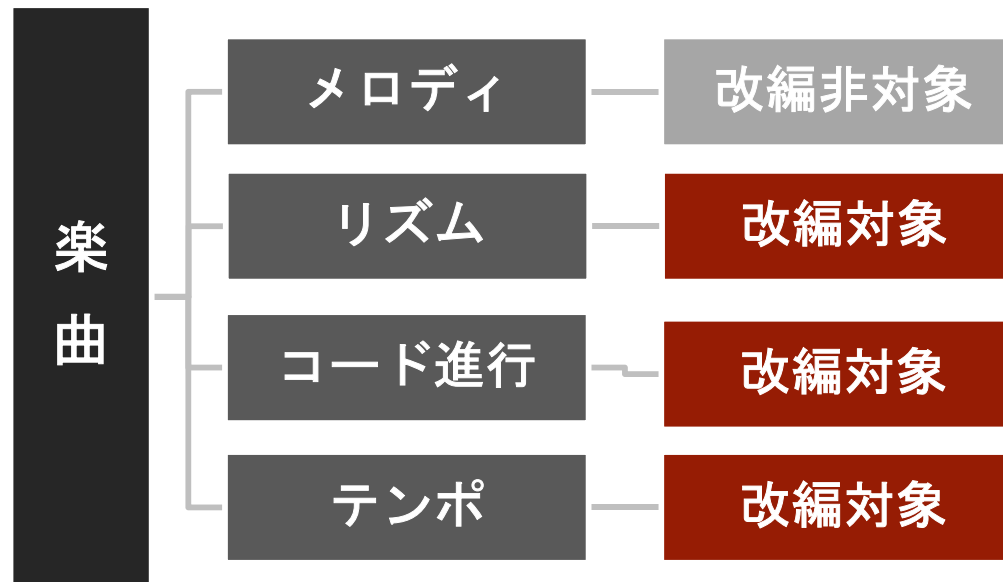 楽
曲
メロディ
改編非対象
リズム
改編対象
コード進行
改編対象
テンポ
改編対象